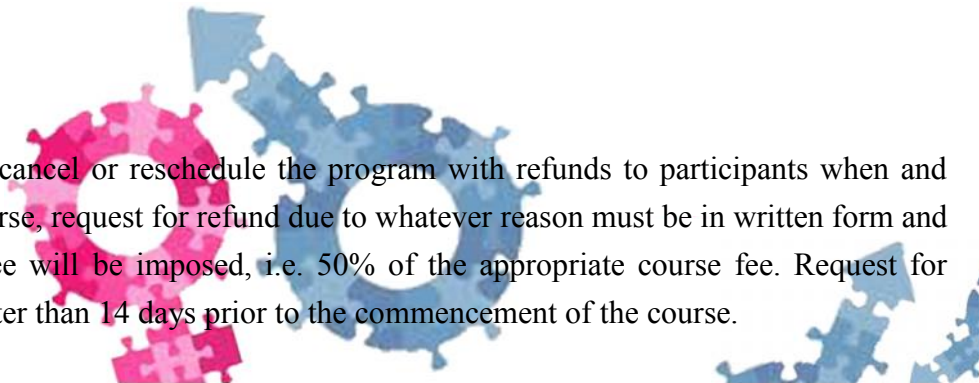 cancel or reschedule the program with refunds to participants when and
rse, request for refund due to whatever reason must be in written form and
ee will be imposed, i.e. 50% of the appropriate course fee. Request for
ter than 14 days prior to the commencement of the course.